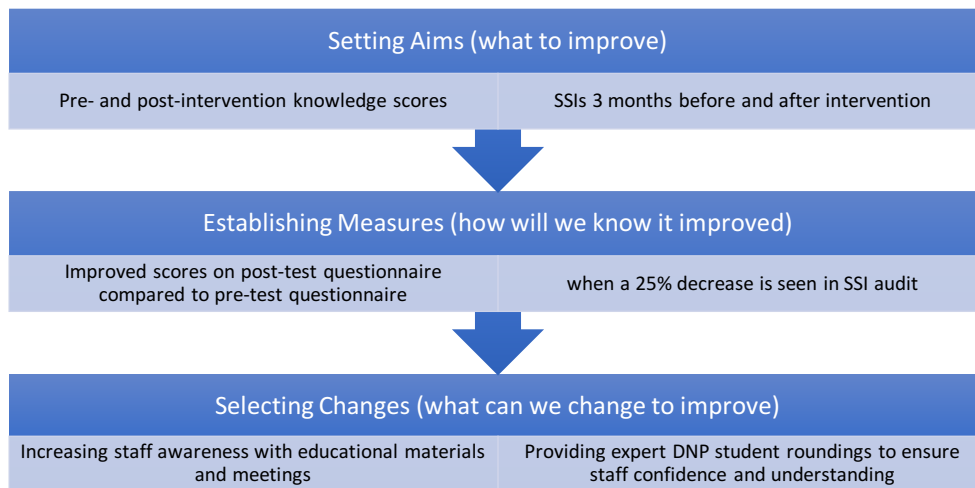 Setting Aims (what to improve)
Pre- and post-intervention knowledge scores
SSIs 3 months before and after intervention
Establishing Measures (how will we know it improved)
Improved scores on post-test questionnaire
compared to pre-test questionnaire
when a 25% decrease is seen in SSI audit
Selecting Changes (what can we change to improve)
Increasing staff awareness with educational materials
and meetings
Providing expert DNP student roundings to ensure
staff confidence and understanding